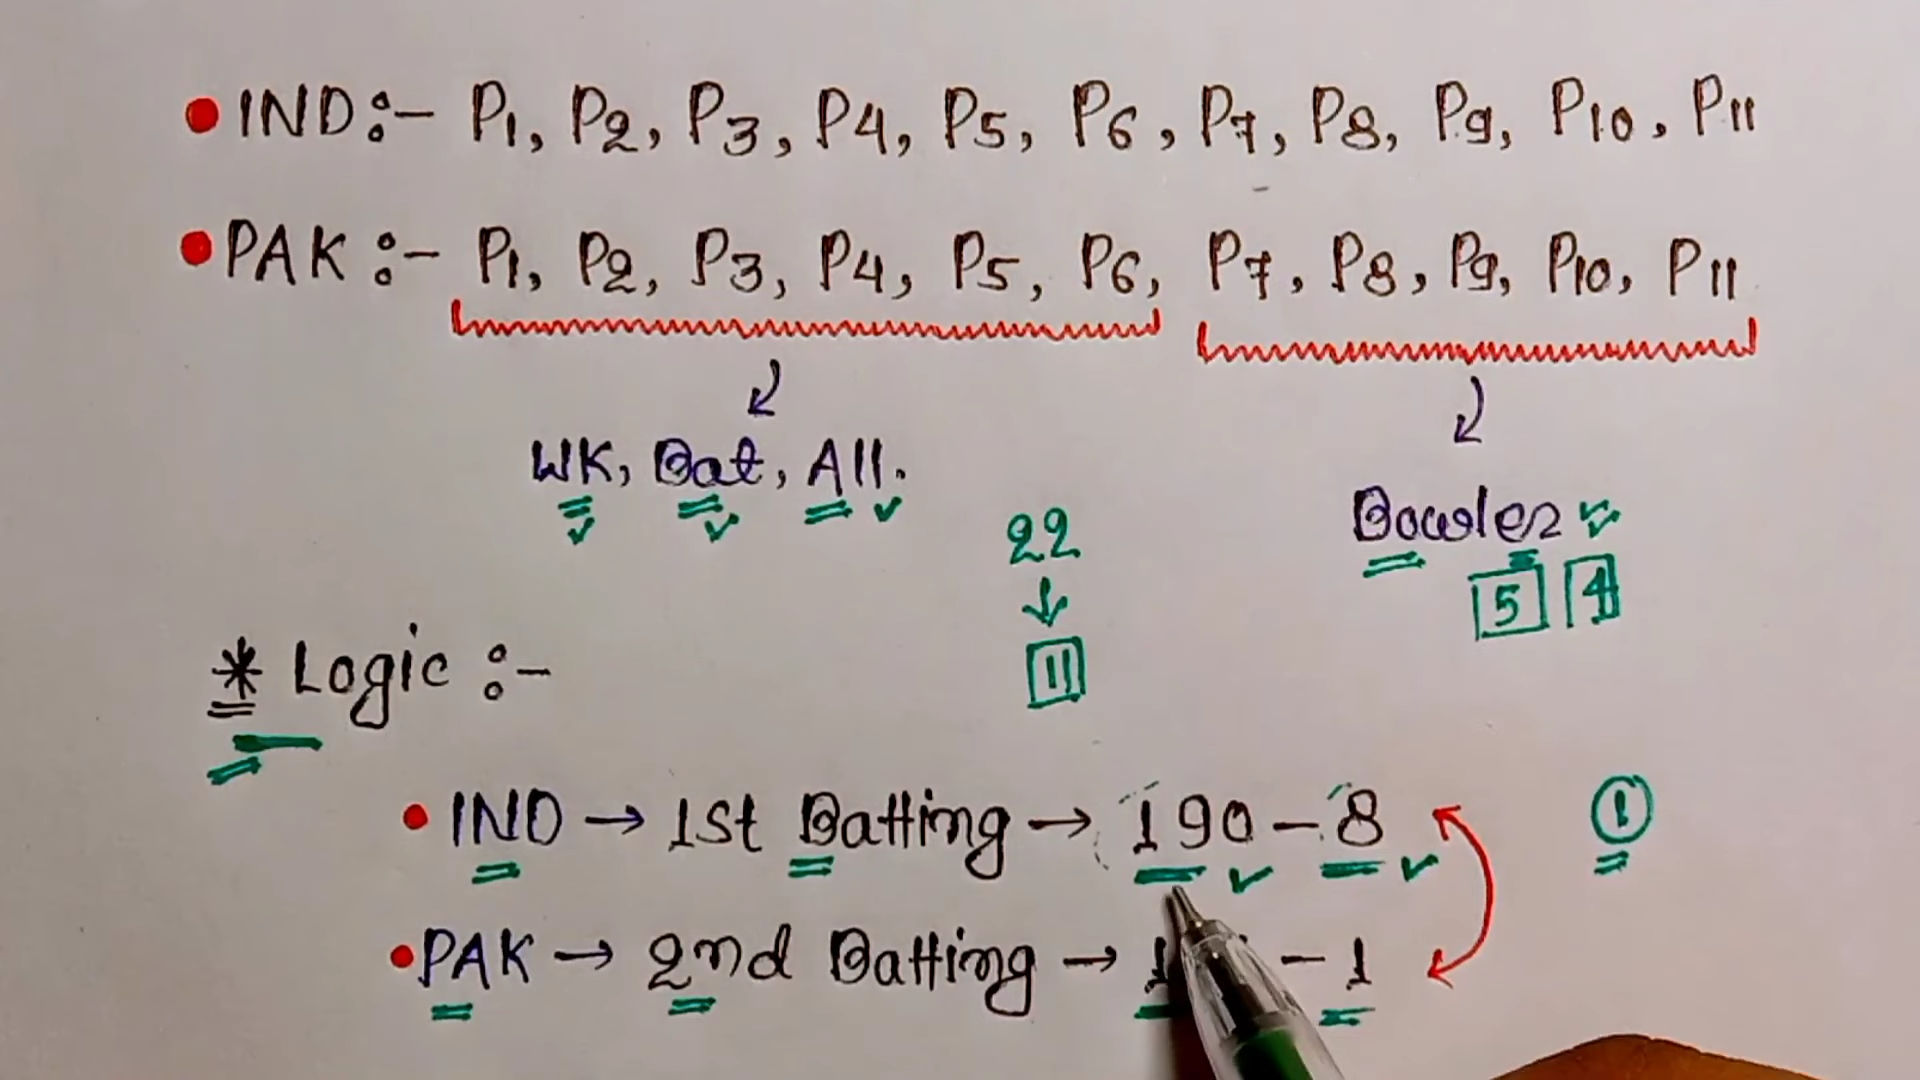 IND :- P1, P2, P3, P4, P5, P6, P7, P8, P9, P10, P11
PAK :- P1, P2, P3, P4, P5, P6, P7, P8, P9, P10, P11
WK, Bat, All.
Bowler
22
5 4
11
* Logic :-
IND → 1st Batting → 190 - 8
1
PAK → 2nd Batting → - 1